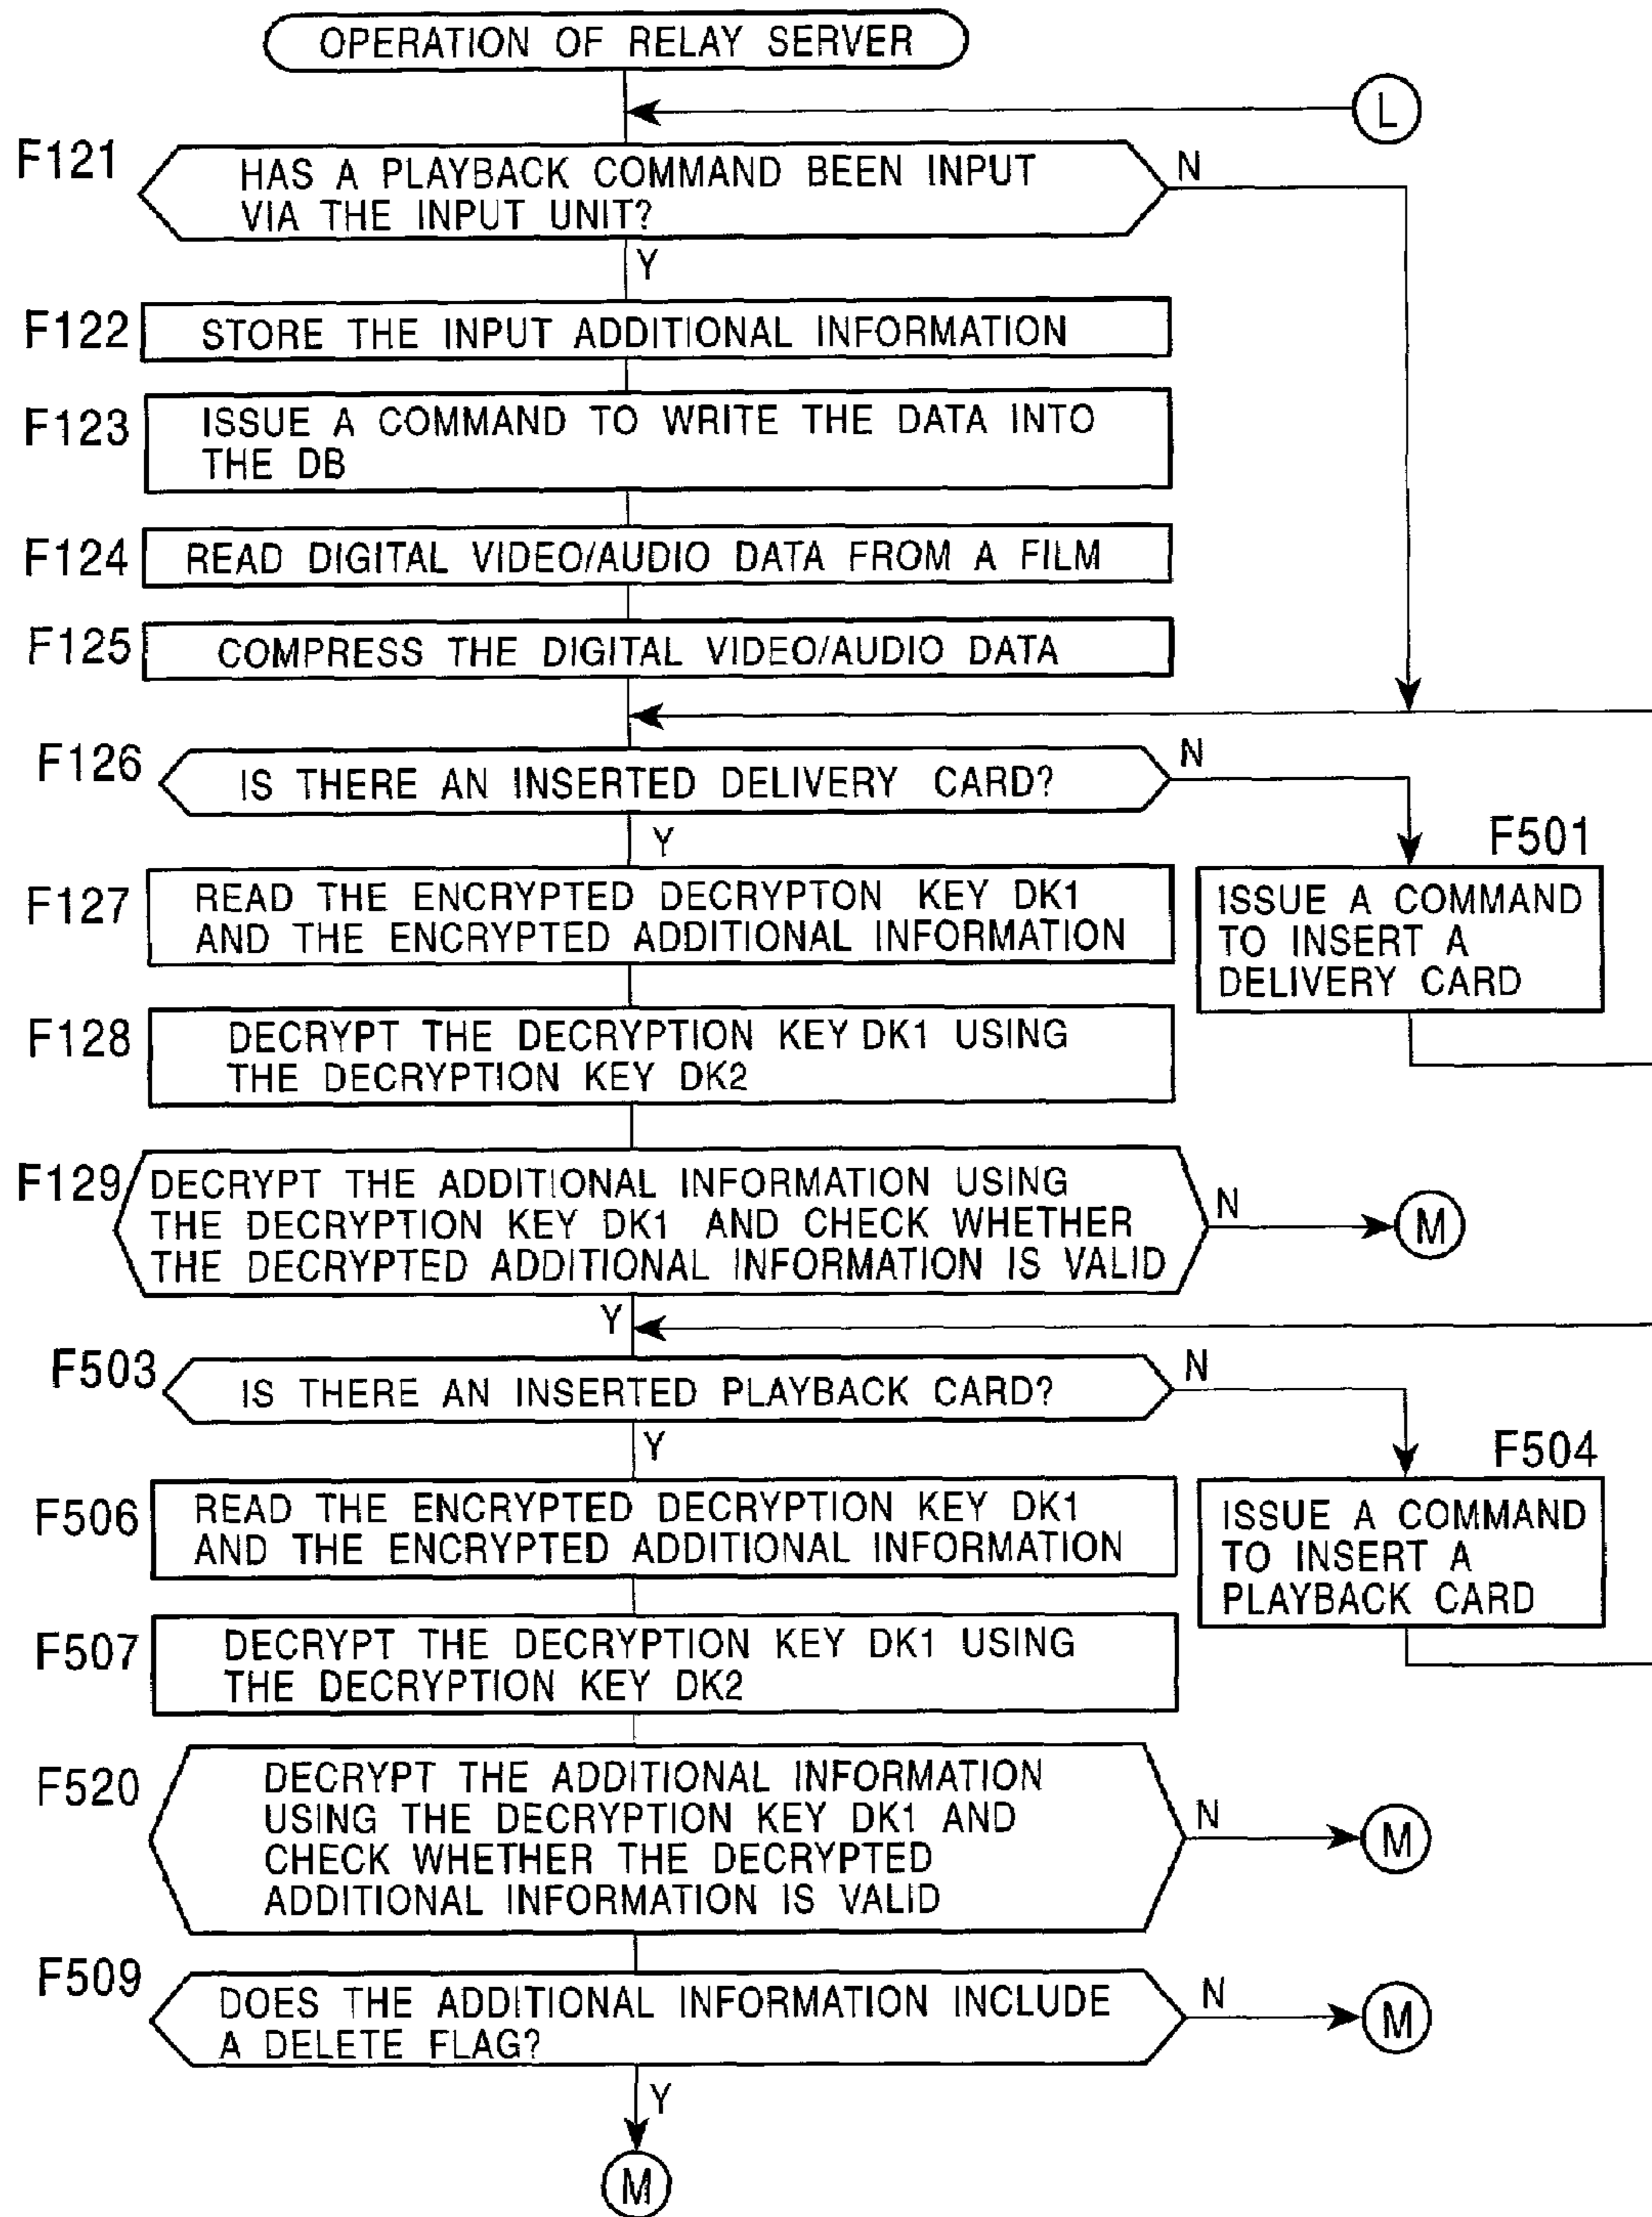 OPERATION OF RELAY SERVER
L
F121
HAS A PLAYBACK COMMAND BEEN INPUT
VIA THE INPUT UNIT?
N
Y
F122
STORE THE INPUT ADDITIONAL INFORMATION
F123
ISSUE A COMMAND TO WRITE THE DATA INTO
THE DB
F124
READ DIGITAL VIDEO/AUDIO DATA FROM A FILM
F125
COMPRESS THE DIGITAL VIDEO/AUDIO DATA
F126
IS THERE AN INSERTED DELIVERY CARD?
N
Y
F501
ISSUE A COMMAND
TO INSERT A
DELIVERY CARD
F127
READ THE ENCRYPTED DECRYPTON KEY DK1
AND THE ENCRYPTED ADDITIONAL INFORMATION
F128
DECRYPT THE DECRYPTION KEY DK1 USING
THE DECRYPTION KEY DK2
F129
DECRYPT THE ADDITIONAL INFORMATION USING
THE DECRYPTION KEY DK1 AND CHECK WHETHER
THE DECRYPTED ADDITIONAL INFORMATION IS VALID
N
M
Y
F503
IS THERE AN INSERTED PLAYBACK CARD?
N
Y
F504
ISSUE A COMMAND
TO INSERT A
PLAYBACK CARD
F506
READ THE ENCRYPTED DECRYPTION KEY DK1
AND THE ENCRYPTED ADDITIONAL INFORMATION
F507
DECRYPT THE DECRYPTION KEY DK1 USING
THE DECRYPTION KEY DK2
F520
DECRYPT THE ADDITIONAL INFORMATION
USING THE DECRYPTION KEY DK1 AND
CHECK WHETHER THE DECRYPTED
ADDITIONAL INFORMATION IS VALID
N
M
F509
DOES THE ADDITIONAL INFORMATION INCLUDE
A DELETE FLAG?
N
M
Y
M